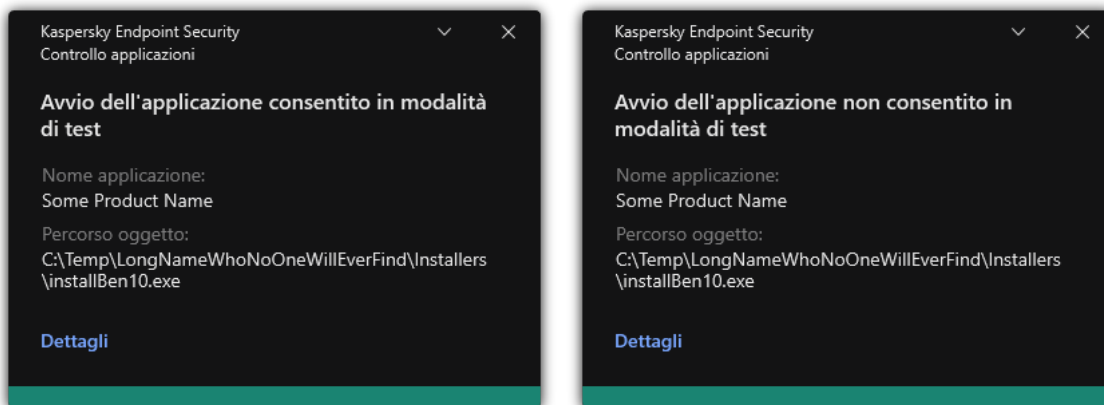 Kaspersky Endpoint Security
Controllo applicazioni
Avvio dell'applicazione consentito in modalità
di test
Nome applicazione:
Some Product Name
Percorso oggetto:
C:\Temp\LongNameWhoNoOneWillEverFind\Installers
\installBen10.exe
Dettagli
Kaspersky Endpoint Security
Controllo applicazioni
Avvio dell'applicazione non consentito in
modalità di test
Nome applicazione:
Some Product Name
Percorso oggetto:
C:\Temp\LongNameWhoNoOneWillEverFind\Installers
\installBen10.exe
Dettagli